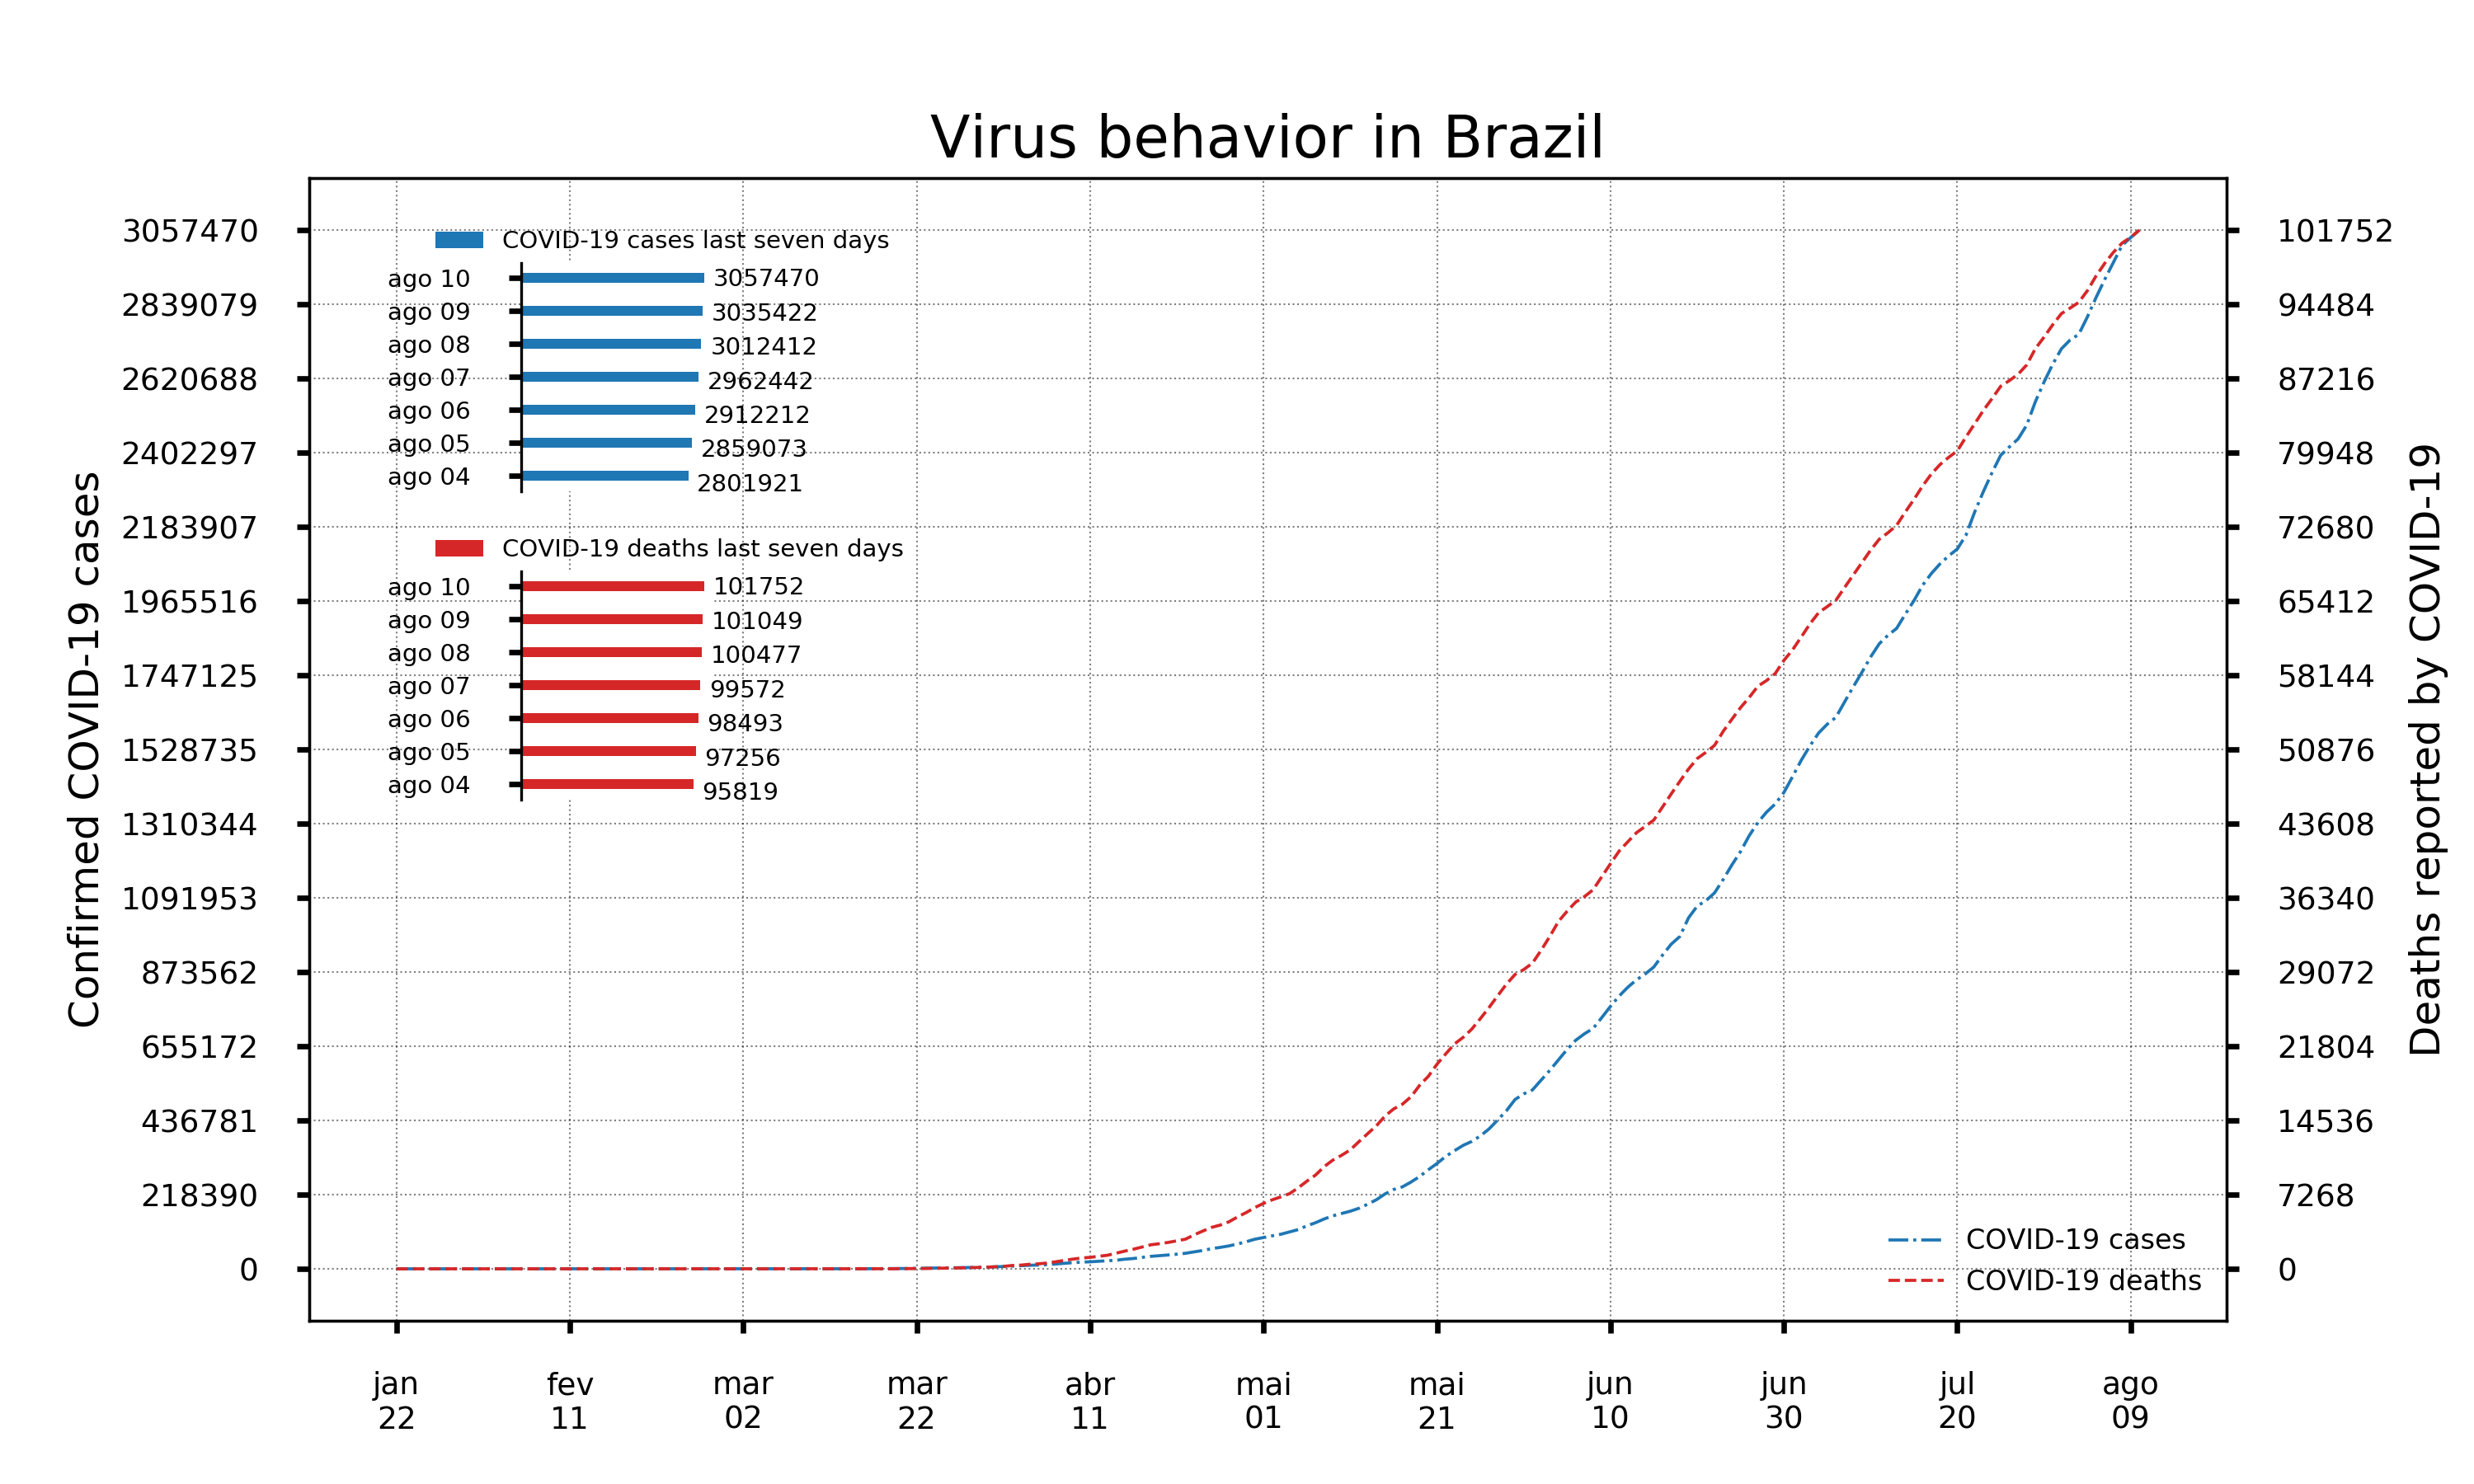 Virus behavior in Brazil
Confirmed COVID-19 cases
3057470
2839079
2620688
2402297
2183907
1965516
1747125
1528735
1310344
1091953
873562
655172
436781
218390
0
COVID-19 cases last seven days
ago 10 3057470
ago 09 3035422
ago 08 3012412
ago 07 2962442
ago 06 2912212
ago 05 2859073
ago 04 2801921
COVID-19 deaths last seven days
ago 10 101752
ago 09 101049
ago 08 100477
ago 07 99572
ago 06 98493
ago 05 97256
ago 04 95819
101752
94484
87216
79948
72680
65412
58144
50876
43608
36340
29072
21804
14536
7268
0
Deaths reported by COVID-19
COVID-19 cases
COVID-19 deaths
jan fev mar mar abr mai mai jun jun jul ago
22 11 02 22 11 01 21 10 30 20 09